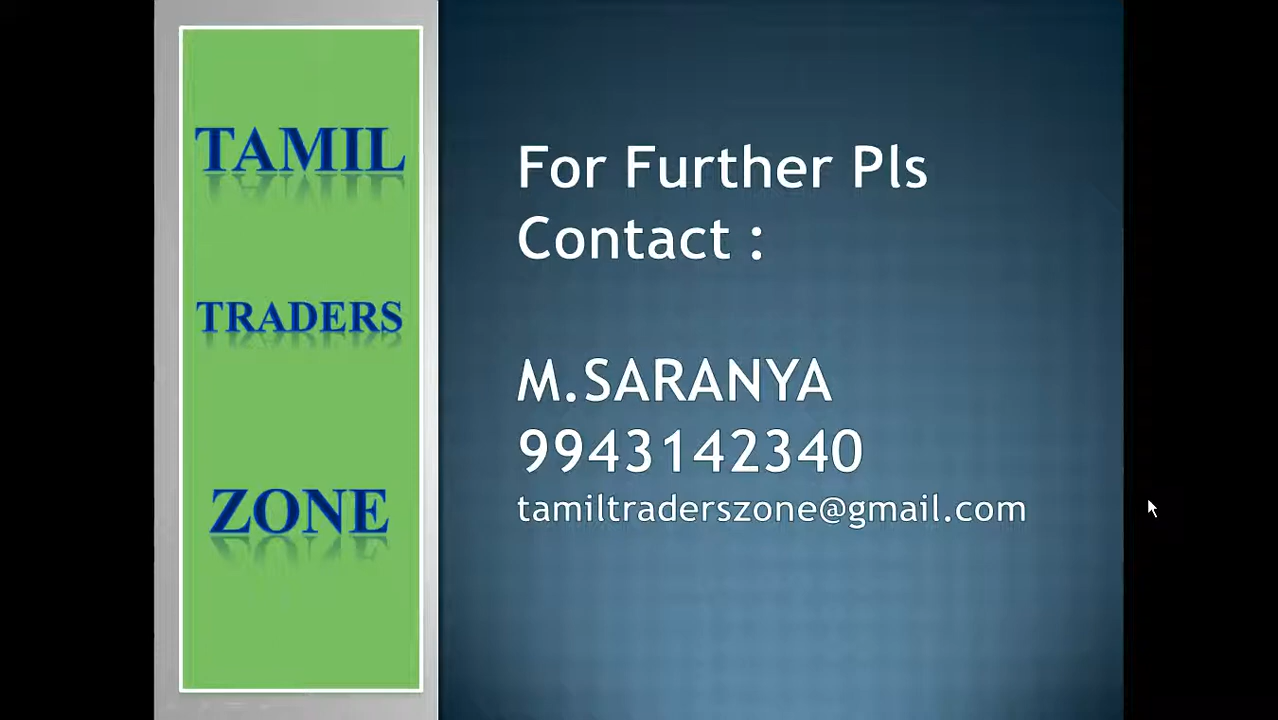 TAMIL
TRADERS
ZONE
For Further Pls
Contact :
M.SARANYA
9943142340
tamiltraderszone@gmail.com